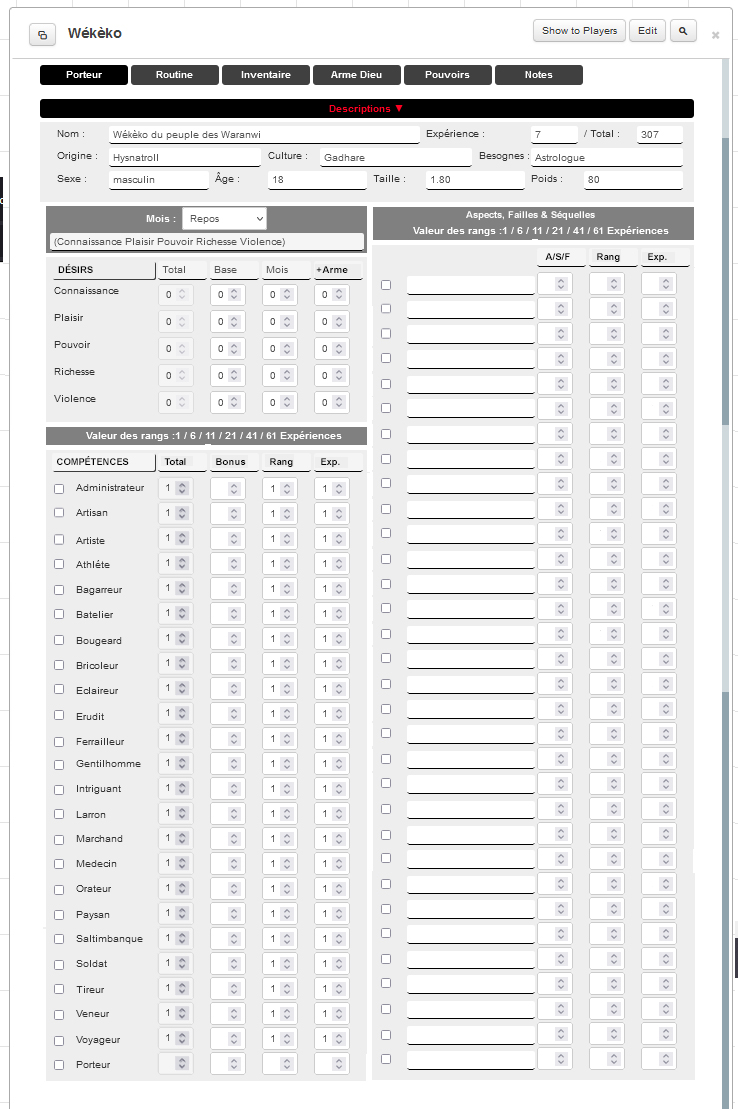 Wékèko
Show to Players Edit
Porteur Routine Inventaire Arme Dieu Pouvoirs Notes
Descriptions ▼
Nom : Wékèko du peuple des Waranwi Expérience : 7 / Total : 307
Origine : Hysnatroll Culture : Gadhare Besognes : Astrologue
Sexe : masculin Âge : 18 Taille : 1.80 Poids : 80
Mois : Repos
(Connaissance Plaisir Pouvoir Richesse Violence)
DÉSIRS Total Base Mois +Arme
Connaissance 0 0 0 0
Plaisir 0 0 0 0
Pouvoir 0 0 0 0
Richesse 0 0 0 0
Violence 0 0 0 0
Valeur des rangs :1 / 6 / 11 / 21 / 41 / 61 Expériences
COMPÉTENCES Total Bonus Rang Exp.
Administrateur 1 1 1
Artisan 1 1 1
Artiste 1 1 1
Athléte 1 1 1
Bagarreur 1 1 1
Batelier 1 1 1
Bougeard 1 1 1
Bricoleur 1 1 1
Eclaireur 1 1 1
Erudit 1 1 1
Ferrailleur 1 1 1
Gentilhomme 1 1 1
Intriguant 1 1 1
Larron 1 1 1
Marchand 1 1 1
Medecin 1 1 1
Orateur 1 1 1
Paysan 1 1 1
Saltimbanque 1 1 1
Soldat 1 1 1
Tireur 1 1 1
Veneur 1 1 1
Voyageur 1 1 1
Porteur
Aspects, Failles & Séquelles
Valeur des rangs :1 / 6 / 11 / 21 / 41 / 61 Expériences
A/S/F Rang Exp.